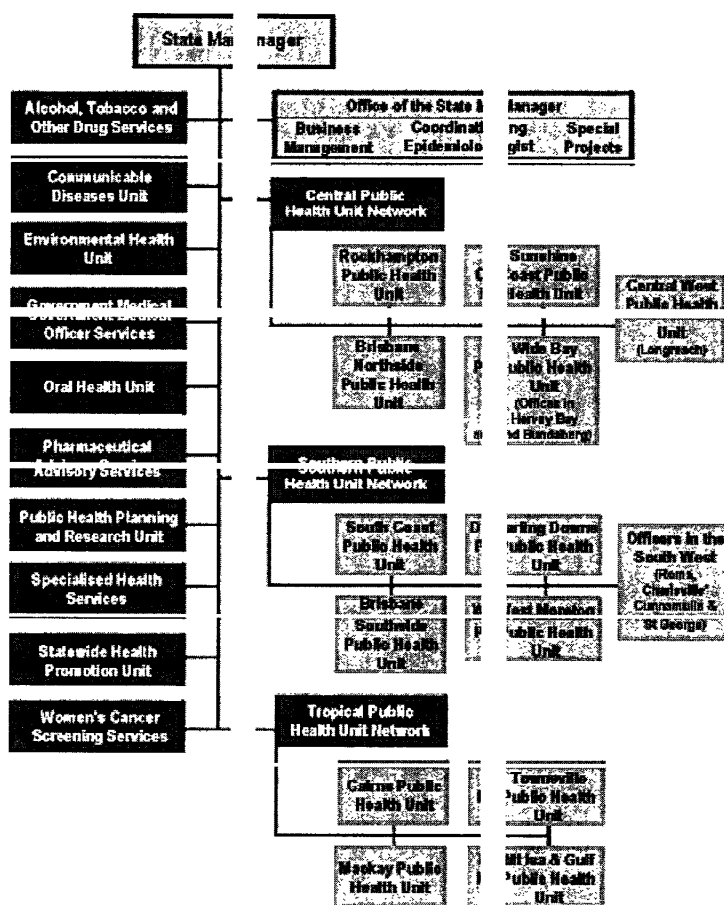 State Manager
Alcohol, Tobacco and
Other Drug Services
Office of the State Manager
Business
Management
Coordinating
Epidemiologist
Special
Projects
Communicable
Diseases Unit
Central Public
Health Unit Network
Environmental Health
Unit
Rockhampton
Public Health
Unit
Sunshine
Coast Public
Health Unit
Central West
Public Health
Unit
(Longreach)
Government Medical
Officer Services
Brisbane
Northside
Public Health
Unit
Wide Bay
Public Health
Unit
(Offices in
Hervey Bay
and Bundaberg)
Oral Health Unit
Pharmaceutical
Advisory Services
Southern Public
Health Unit Network
Public Health Planning
and Research Unit
South Coast
Public Health
Unit
Darling Downs
Public Health
Unit
Officers in the
South West
(Roma,
Charleville
Cunnamulla &
St George)
Specialised Health
Services
Brisbane
Southside
Public Health
Unit
West Moreton
Public Health
Unit
Statewide Health
Promotion Unit
Women's Cancer
Screening Services
Tropical Public
Health Unit Network
Cairns Public
Health Unit
Townsville
Public Health
Unit
Mackay Public
Health Unit
Mt Isa & Gulf
Public Health
Unit